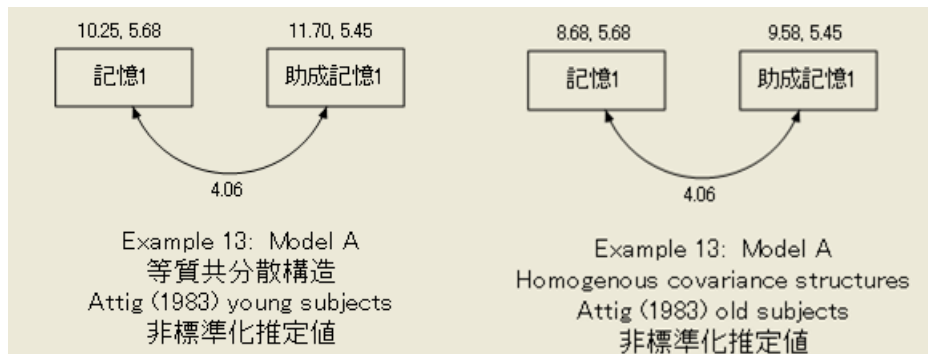 10.25, 5.68
11.70, 5.45
記憶1
助成記憶1
4.06
Example 13: Model A
等質共分散構造
Attig (1983) young subjects
非標準化推定値
8.68, 5.68
9.58, 5.45
記憶1
助成記憶1
4.06
Example 13: Model A
Homogenous covariance structures
Attig (1983) old subjects
非標準化推定値